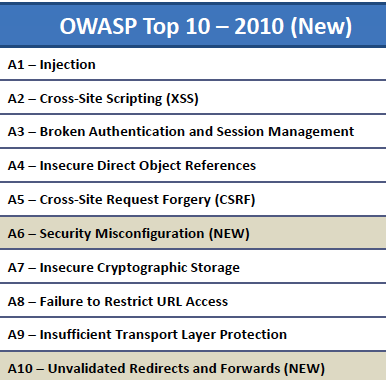 OWASP Top 10 – 2010 (New)
A1 – Injection
A2 – Cross-Site Scripting (XSS)
A3 – Broken Authentication and Session Management
A4 – Insecure Direct Object References
A5 – Cross-Site Request Forgery (CSRF)
A6 – Security Misconfiguration (NEW)
A7 – Insecure Cryptographic Storage
A8 – Failure to Restrict URL Access
A9 – Insufficient Transport Layer Protection
A10 – Unvalidated Redirects and Forwards (NEW)